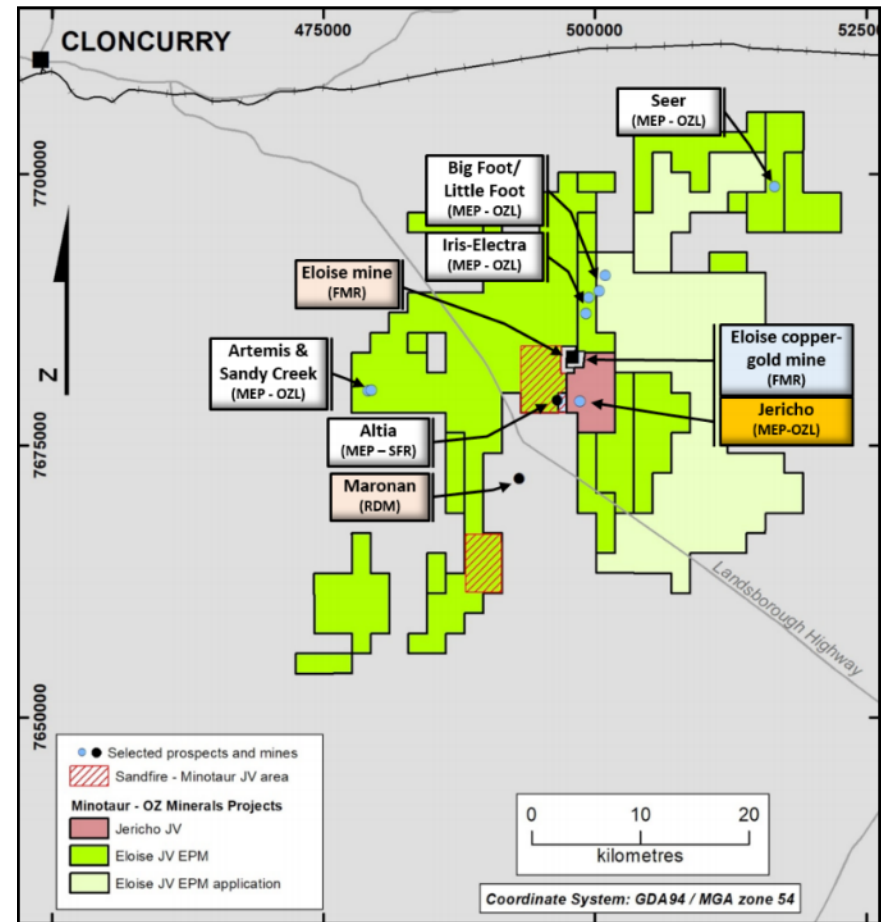 475000
500000
52500
CLONCURRY
7700000
7675000
7650000
Z
Seer
(MEP - OZL)
Big Foot/
Little Foot
(MEP - OZL)
Iris-Electra
(MEP - OZL)
Eloise mine
(FMR)
Artemis &
Sandy Creek
(MEP - OZL)
Eloise copper-
gold mine
(FMR)
Jericho
(MEP-OZL)
Altia
(MEP – SFR)
Maronan
(RDM)
Landsborough Highway
Selected prospects and mines
Sandfire - Minotaur JV area
Minotaur - OZ Minerals Projects
Jericho JV
Eloise JV EPM
Eloise JV EPM application
0 10 20
kilometres
Coordinate System: GDA94 / MGA zone 54